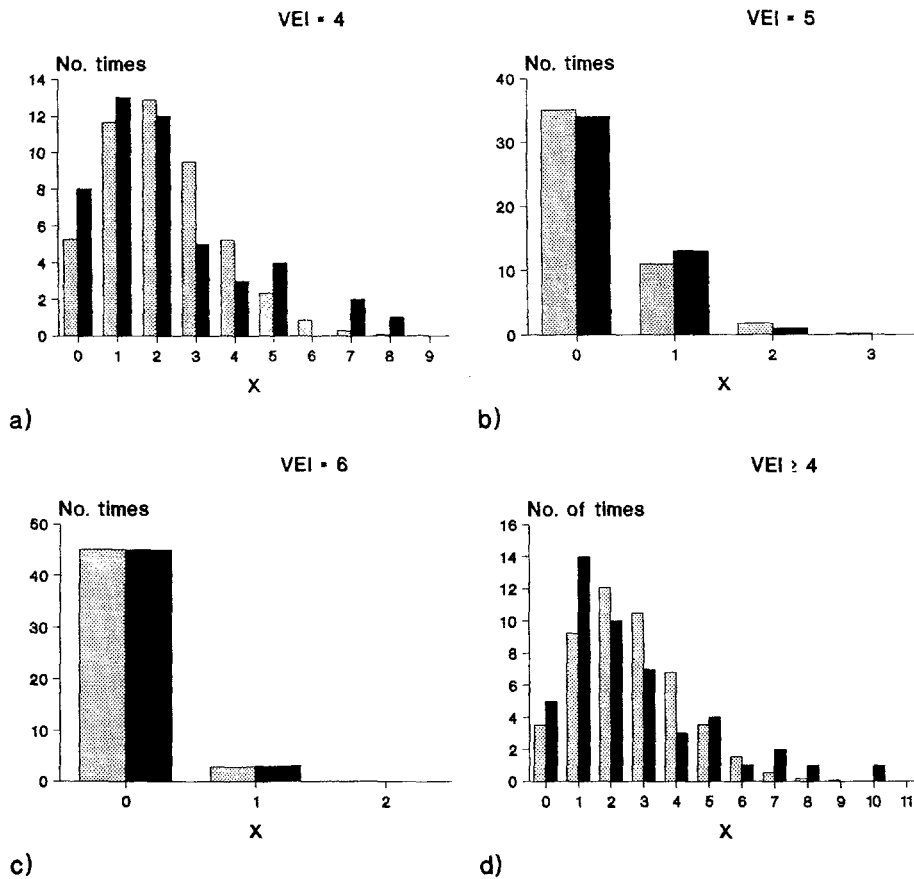 VEI = 4
No. times
14
12
10
8
6
4
2
0
0 1 2 3 4 5 6 7 8 9
X
a)
VEI = 5
No. times
40
30
20
10
0
0 1 2 3
X
b)
VEI = 6
No. times
50
40
30
20
10
0
0 1 2
X
c)
VEI ≥ 4
No. of times
16
14
12
10
8
6
4
2
0
0 1 2 3 4 5 6 7 8 9 10 11
X
d)